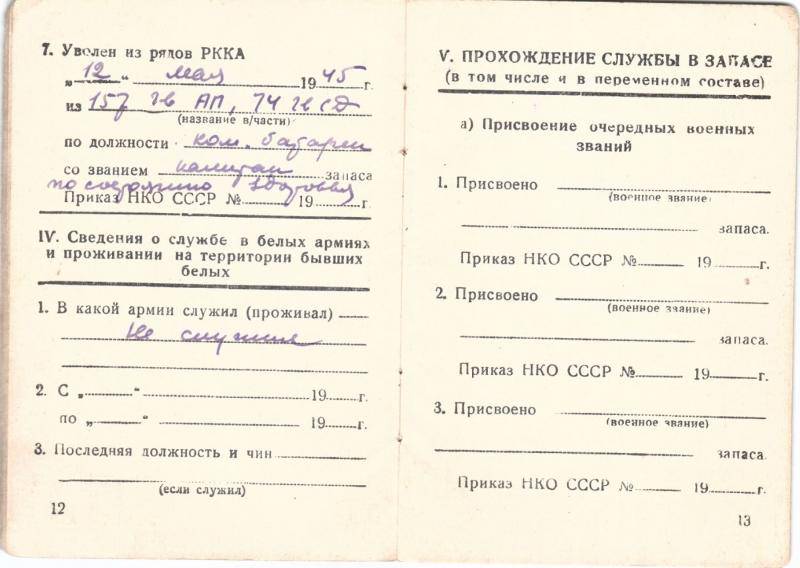 7. Уволен из рядов РККА
„12“ мая 1945 г.
из 157 гв АП, 74 гв сд
(название в/части)
по должности ком. батареи
со званием капитан запаса
по состоянию здоровья
Приказ НКО СССР № 19 г.
IV. Сведения о службе в белых армиях
и проживании на территории бывших
белых
1. В какой армии служил (проживал)
Не служил
2. С „ “ 19 г.
по „ “ 19 г.
3. Последняя должность и чин
(если служил)
12
V. ПРОХОЖДЕНИЕ СЛУЖБЫ В ЗАПАСЕ
(в том числе и в переменном составе)
а) Присвоение очередных военных
званий
1. Присвоено
(военное звание)
запаса.
Приказ НКО СССР № 19 г.
2. Присвоено
(военное звание)
запаса.
Приказ НКО СССР № 19 г.
3. Присвоено
(военное звание)
запаса.
Приказ НКО СССР № 19 г.
13